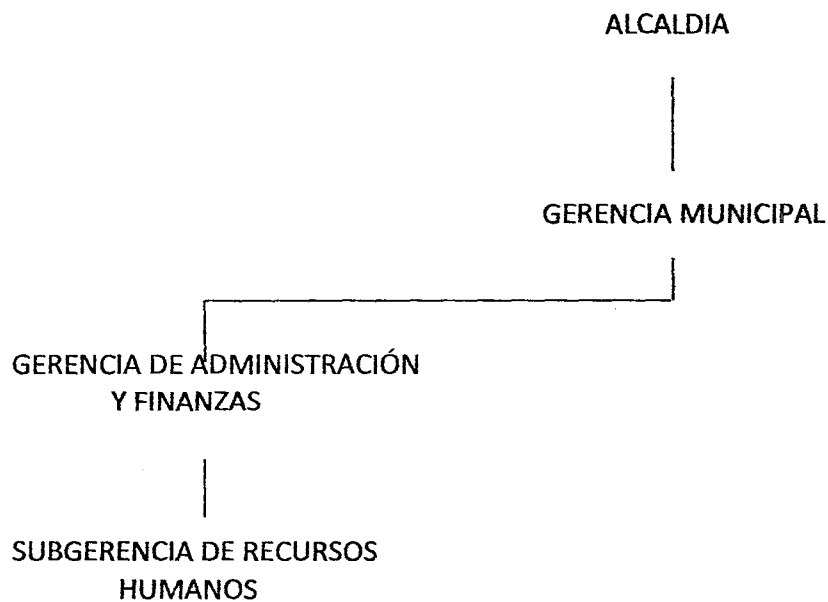 ALCALDIA
GERENCIA MUNICIPAL
GERENCIA DE ADMINISTRACIÓN
Y FINANZAS
SUBGERENCIA DE RECURSOS
HUMANOS